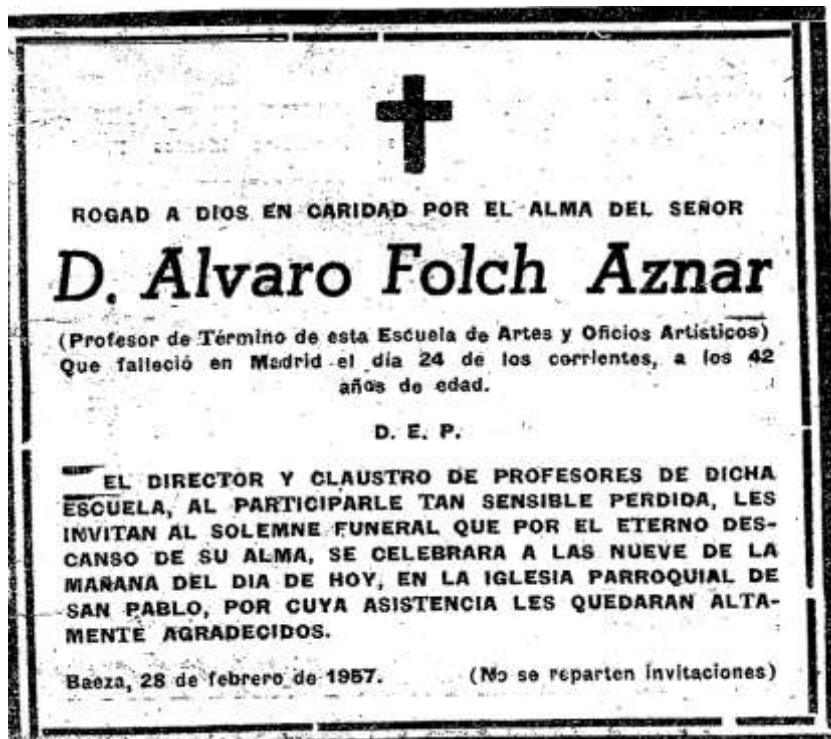 ROGAD A DIOS EN CARIDAD POR EL ALMA DEL SEÑOR
D. Alvaro Folch Aznar
(Profesor de Término de esta Escuela de Artes y Oficios Artísticos)
Que falleció en Madrid el día 24 de los corrientes, a los 42
años de edad.
D. E. P.
EL DIRECTOR Y CLAUSTRO DE PROFESORES DE DICHA
ESCUELA, AL PARTICIPARLE TAN SENSIBLE PERDIDA, LES
INVITAN AL SOLEMNE FUNERAL QUE POR EL ETERNO DES-
CANSO DE SU ALMA, SE CELEBRARA A LAS NUEVE DE LA
MAÑANA DEL DIA DE HOY, EN LA IGLESIA PARROQUIAL DE
SAN PABLO, POR CUYA ASISTENCIA LES QUEDARAN ALTA-
MENTE AGRADECIDOS.
Baeza, 28 de febrero de 1957. (No se reparten invitaciones)